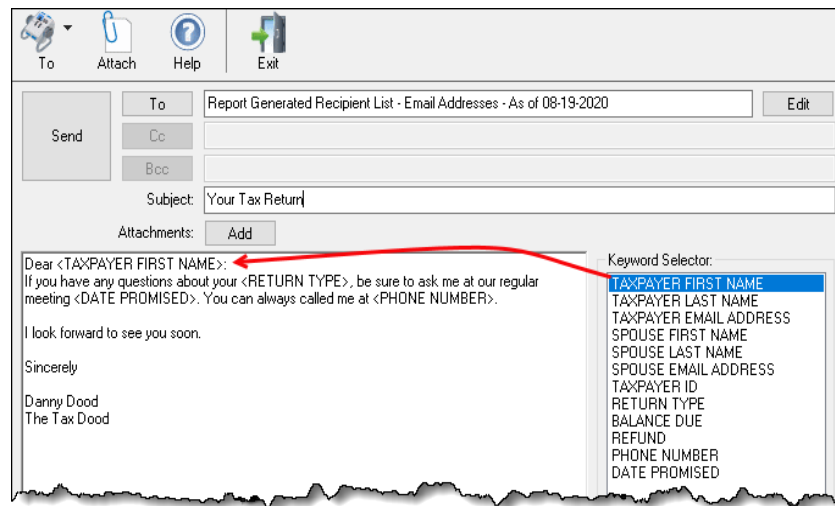 To Attach Help Exit
To Report Generated Recipient List - Email Addresses - As of 08-19-2020 Edit
Send Cc
Bcc
Subject: Your Tax Return
Attachments: Add
Dear <TAXPAYER FIRST NAME>:
If you have any questions about your <RETURN TYPE>, be sure to ask me at our regular
meeting <DATE PROMISED>. You can always called me at <PHONE NUMBER>.
I look forward to see you soon.
Sincerely
Danny Dood
The Tax Dood
Keyword Selector:
TAXPAYER FIRST NAME
TAXPAYER LAST NAME
TAXPAYER EMAIL ADDRESS
SPOUSE FIRST NAME
SPOUSE LAST NAME
SPOUSE EMAIL ADDRESS
TAXPAYER ID
RETURN TYPE
BALANCE DUE
REFUND
PHONE NUMBER
DATE PROMISED